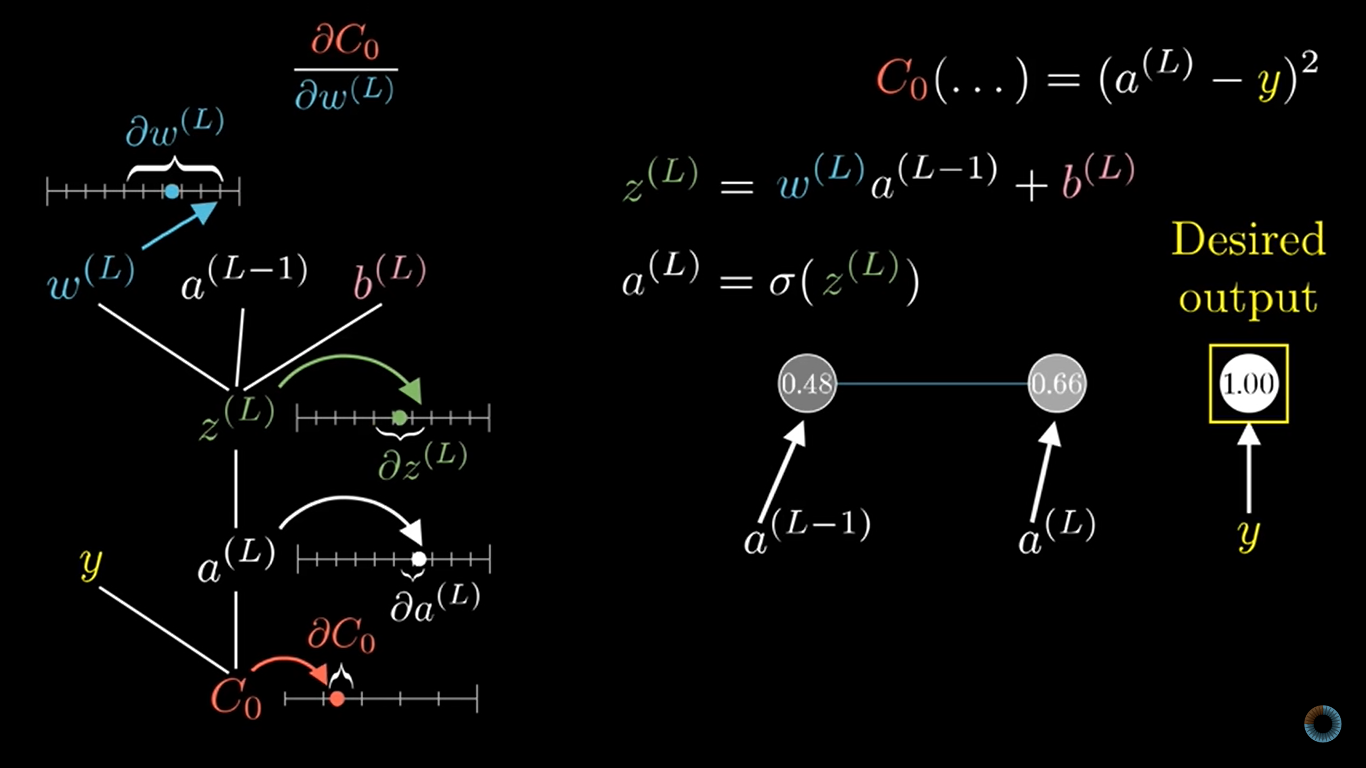 ∂C₀
∂w⁽ᴸ⁾
C₀(...) = (a⁽ᴸ⁾ − y)²
∂w⁽ᴸ⁾
z⁽ᴸ⁾ = w⁽ᴸ⁾a⁽ᴸ⁻¹⁾ + b⁽ᴸ⁾
Desired
output
w⁽ᴸ⁾ a⁽ᴸ⁻¹⁾ b⁽ᴸ⁾
a⁽ᴸ⁾ = σ(z⁽ᴸ⁾)
0.48 0.66 1.00
z⁽ᴸ⁾
∂z⁽ᴸ⁾
a⁽ᴸ⁻¹⁾ a⁽ᴸ⁾ y
y a⁽ᴸ⁾
∂a⁽ᴸ⁾
∂C₀
C₀